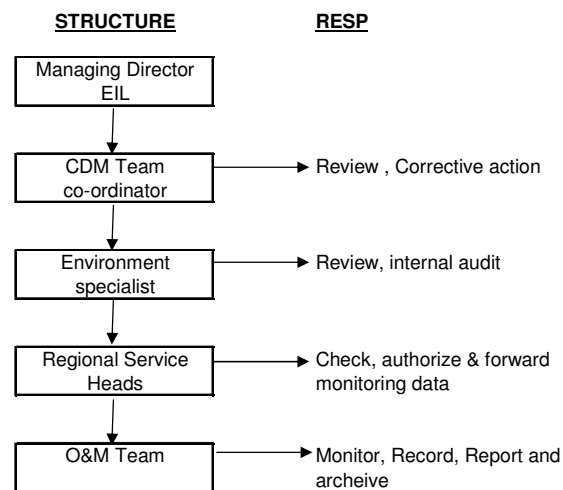 STRUCTURE RESP
Managing Director
EIL
CDM Team
co-ordinator
Review , Corrective action
Environment
specialist
Review, internal audit
Regional Service
Heads
Check, authorize & forward
monitoring data
O&M Team
Monitor, Record, Report and
archeive